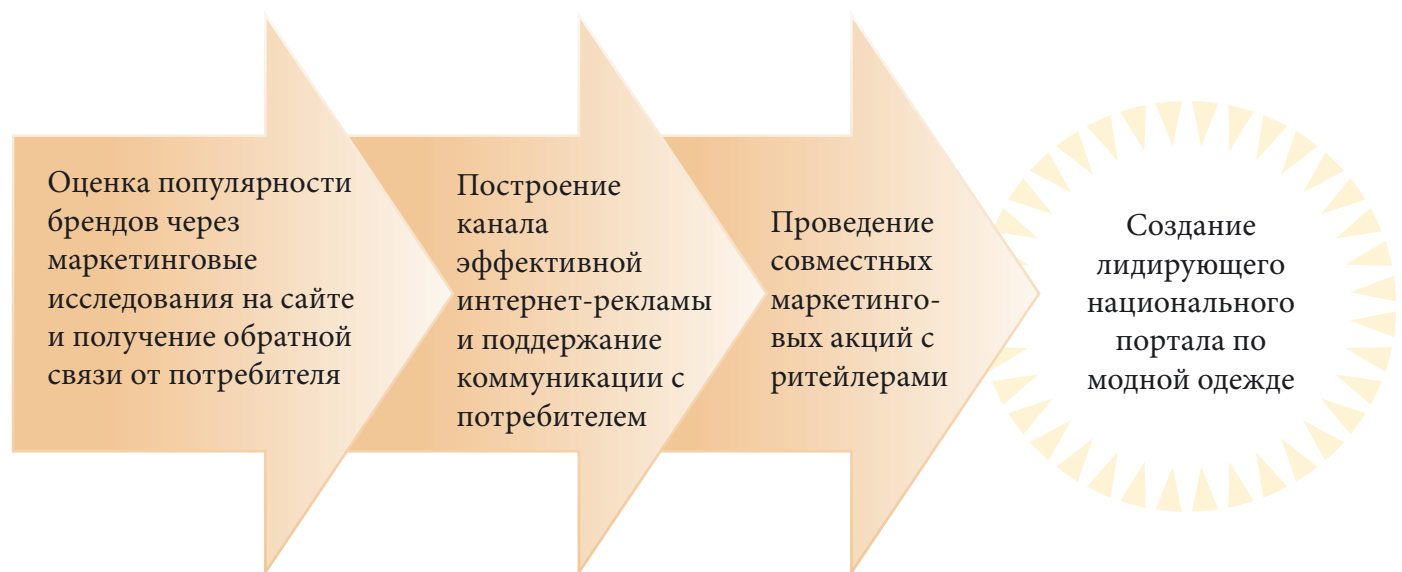 Оценка популярности
брендов через
маркетинговые
исследования на сайте
и получение обратной
связи от потребителя
Построение
канала
эффективной
интернет-рекламы
и поддержание
коммуникации с
потребителем
Проведение
совместных
маркетинго-
вых акций с
ритейлерами
Создание
лидирующего
национального
портала по
модной одежде